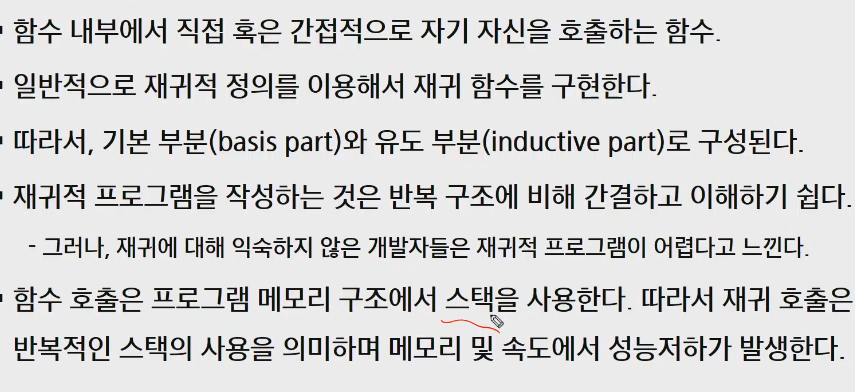 ▪ 함수 내부에서 직접 혹은 간접적으로 자기 자신을 호출하는 함수.
▪ 일반적으로 재귀적 정의를 이용해서 재귀 함수를 구현한다.
▪ 따라서, 기본 부분(basis part)와 유도 부분(inductive part)로 구성된다.
▪ 재귀적 프로그램을 작성하는 것은 반복 구조에 비해 간결하고 이해하기 쉽다.
- 그러나, 재귀에 대해 익숙하지 않은 개발자들은 재귀적 프로그램이 어렵다고 느낀다.
▪ 함수 호출은 프로그램 메모리 구조에서 스택을 사용한다. 따라서 재귀 호출은
반복적인 스택의 사용을 의미하며 메모리 및 속도에서 성능저하가 발생한다.